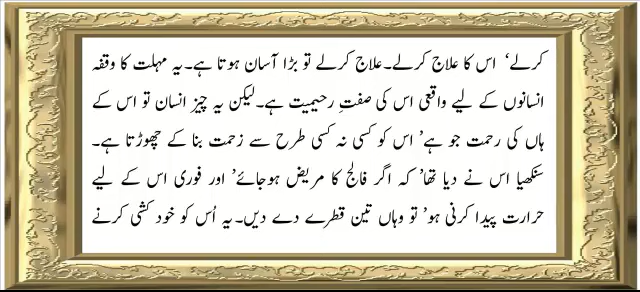 کرلے‘ اس کا علاج کرلے۔علاج کرلے تو بڑا آسان ہوتا ہے۔یہ مہلت کا وقفہ
انسانوں کے لیے واقعی اس کی صفتِ رحیمیت ہے۔لیکن یہ چیز انسان تو اس کے
ہاں کی رحمت جو ہے’ اس کو کسی نہ کسی طرح سے زحمت بنا کے چھوڑتا ہے۔
سنکھیا اس نے دیا تھا’ کہ اگر فالج کا مریض ہوجائے’ اور فوری اس کے لیے
حرارت پیدا کرنی ہو’ تو وہاں تین قطرے دے دیں۔یہ اُس کو خود کشی کرنے